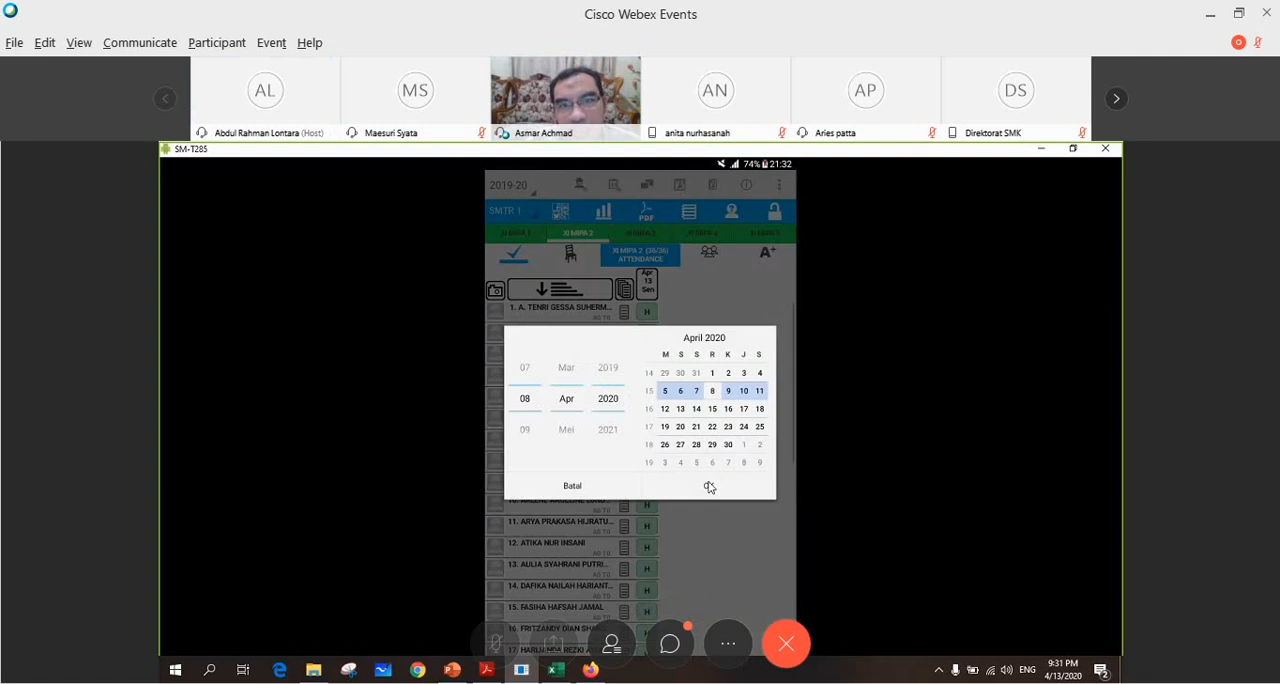 Cisco Webex Events
File Edit View Communicate Participant Event Help
AL MS AN AP DS
Abdul Rahman Lontara (Host) Maesuri Syata Asmar Achmad anita nurhasanah Aries patta Direktorat SMK
SM-T285
74% 21:32
2019-20
SMTR 1 PDF
XI MIPA 2
XI MIPA 2 (36/36)
ATTENDANCE
A+
Apr
13
Sen
1. A. TENRI GESSA SUHERM... H
April 2020
M S S R K J S
07 Mar 2019
14 29 30 31 1 2 3 4
15 5 6 7 8 9 10 11
08 Apr 2020
16 12 13 14 15 16 17 18
17 19 20 21 22 23 24 25
09 Mei 2021
18 26 27 28 29 30 1 2
19 3 4 5 6 7 8 9
Batal
H
11. ARYA PRAKASA HIJRATU... H
12. ATIKA NUR INSANI H
13. AULIA SYAHRANI PUTRI... H
14. DAFIKA NAILAH HARIANT... H
15. FASIHA HAFSAH JAMAL H
16. FRITZANDY DIAN
ENG
9:31 PM
4/13/2020
2